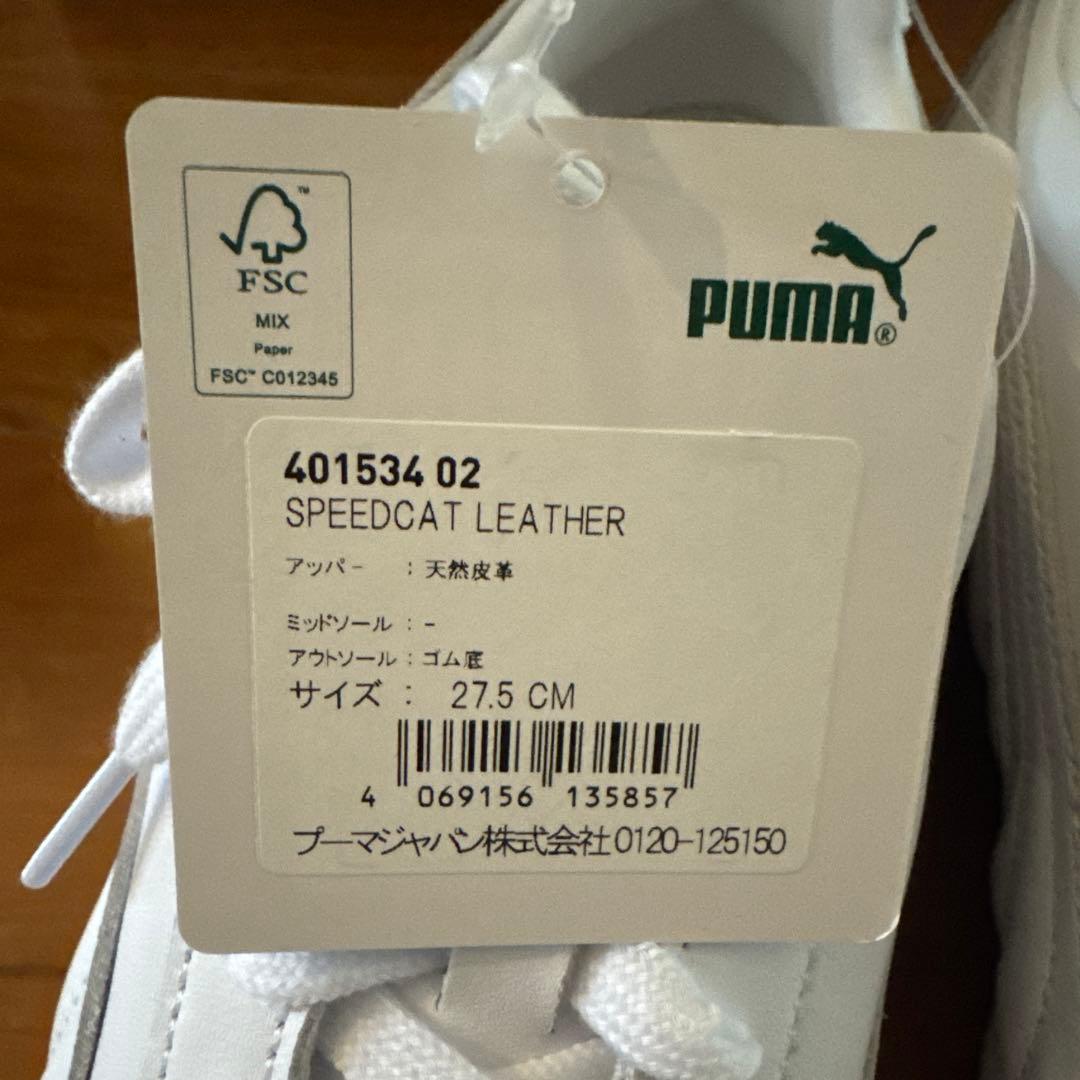 FSC
™
MIX
Paper
FSC™ C012345
PUMA®
401534 02
SPEEDCAT LEATHER
アッパー : 天然皮革
ミッドソール : -
アウトソール : ゴム底
サイズ : 27.5 CM
4 069156 135857
プーマジャパン株式会社 0120-125150